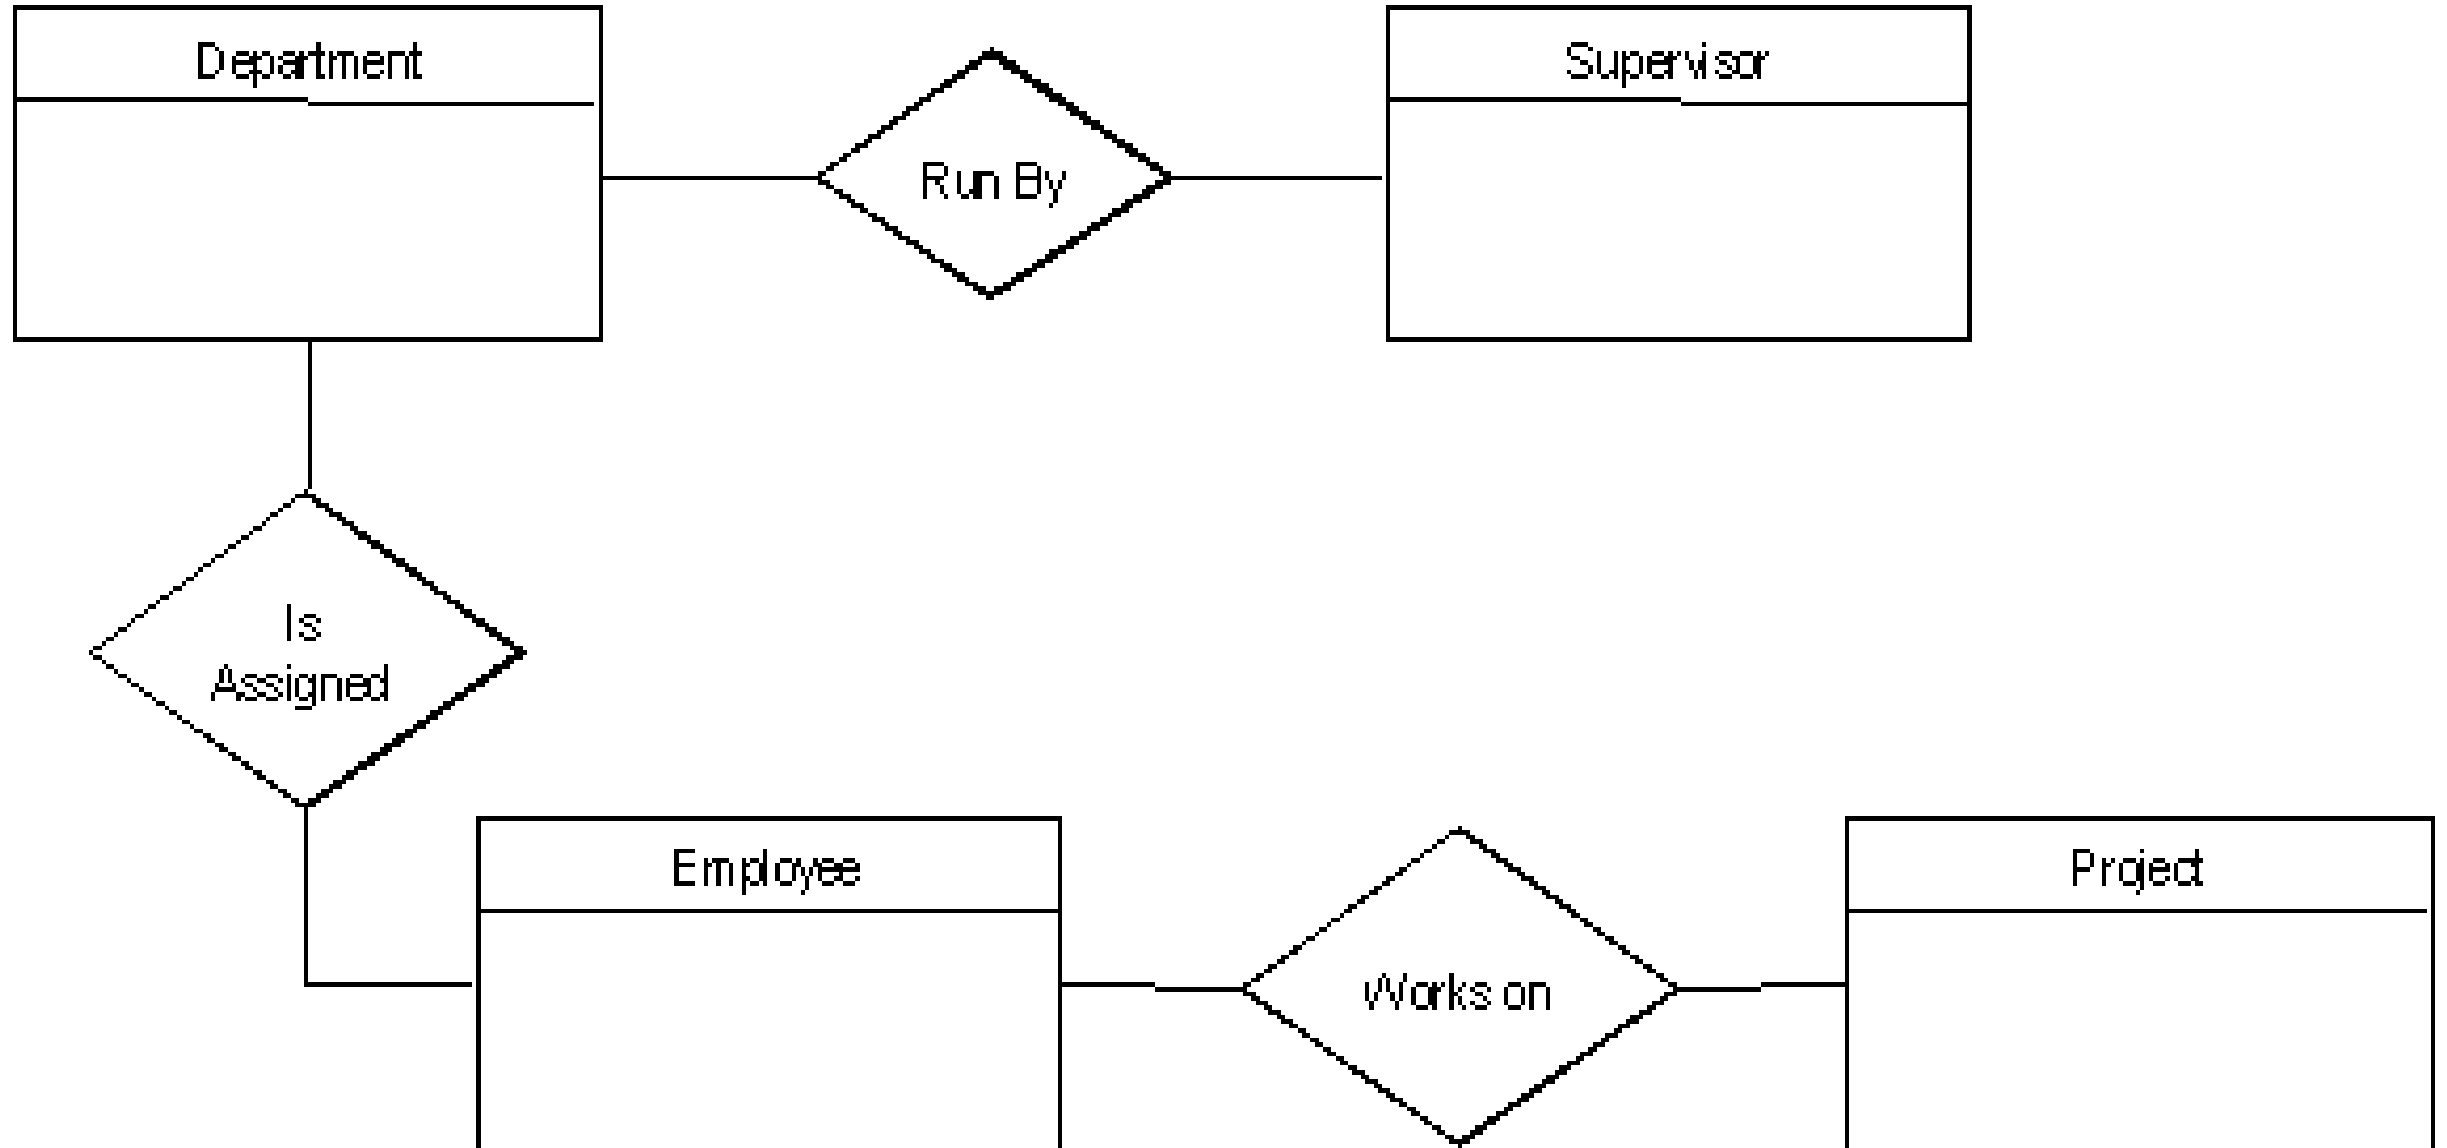 Department
Supervisor
Run By
Is
Assigned
Employee
Project
Works on